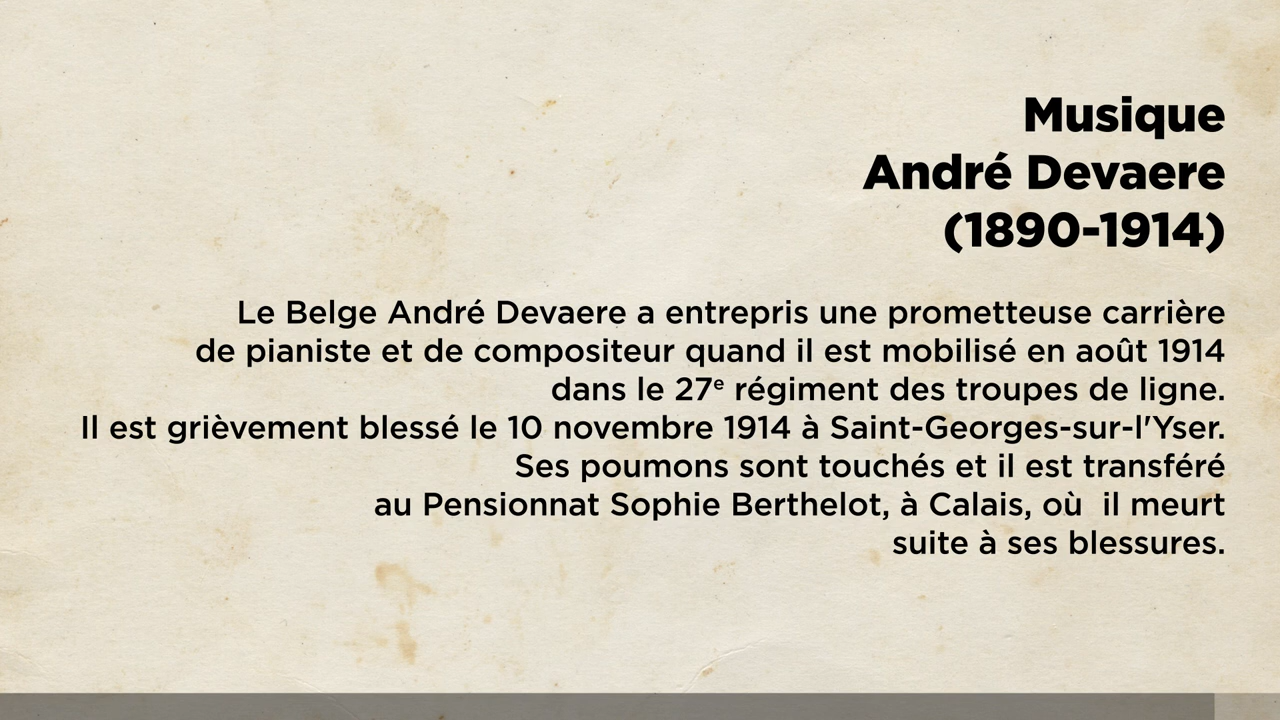 Musique
André Devaere
(1890-1914)
Le Belge André Devaere a entrepris une prometteuse carrière
de pianiste et de compositeur quand il est mobilisé en août 1914
dans le 27e régiment des troupes de ligne.
Il est grièvement blessé le 10 novembre 1914 à Saint-Georges-sur-l'Yser.
Ses poumons sont touchés et il est transféré
au Pensionnat Sophie Berthelot, à Calais, où  il meurt
suite à ses blessures.